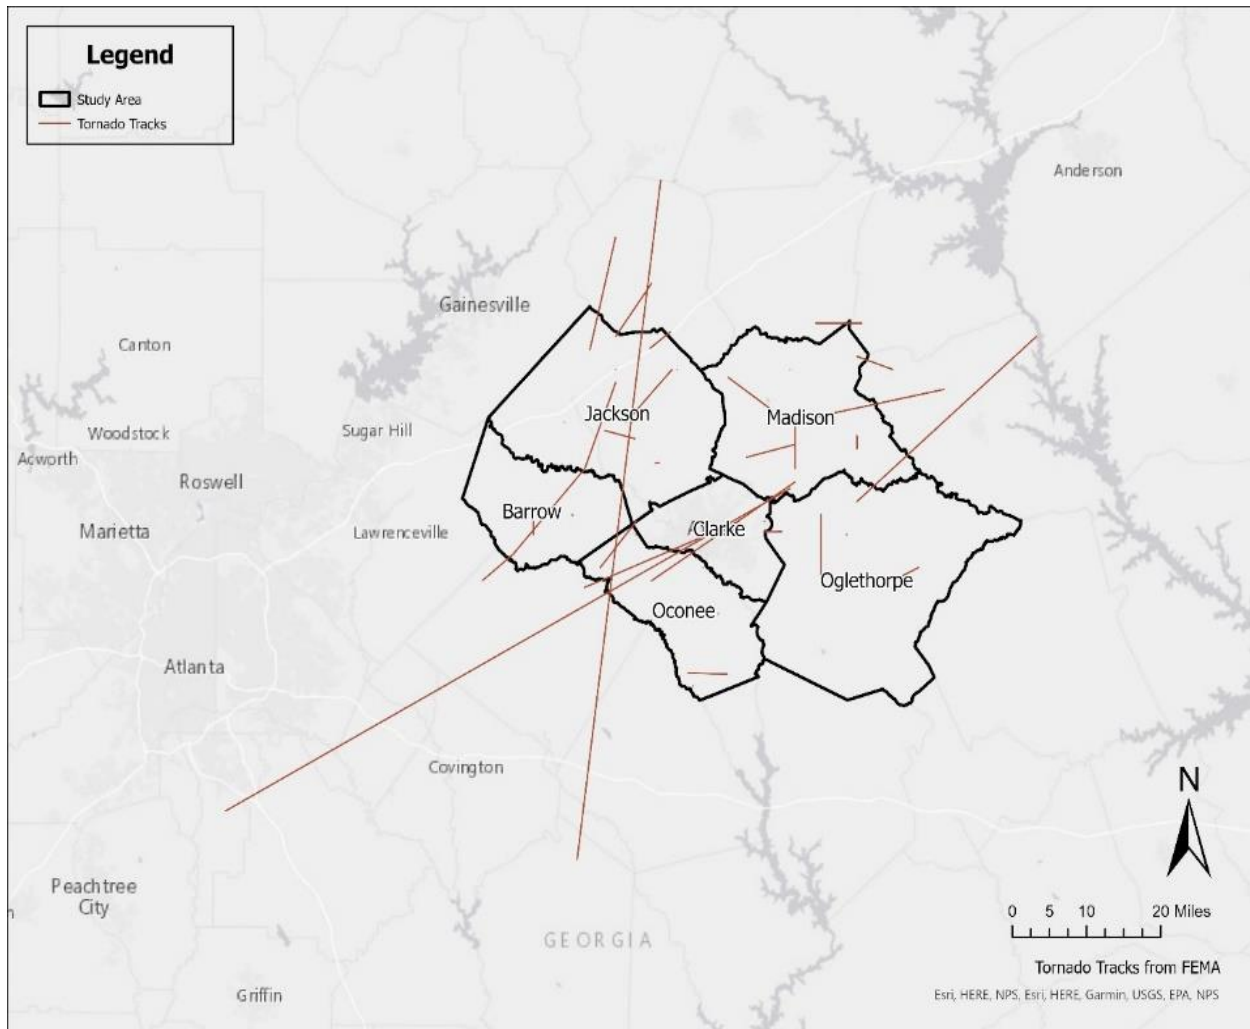 Legend
Study Area
Tornado Tracks
Anderson
Gainesville
Canton
Woodstock
Sugar Hill
Acworth
Roswell
Jackson
Madison
Marietta
Lawrenceville
Barrow
Clarke
Oglethorpe
Oconee
Atlanta
Covington
N
Peachtree
City
GEORGIA
Griffin
0 5 10 20 Miles
Tornado Tracks from FEMA
Esri, HERE, NPS, Esri, HERE, Garmin, USGS, EPA, NPS